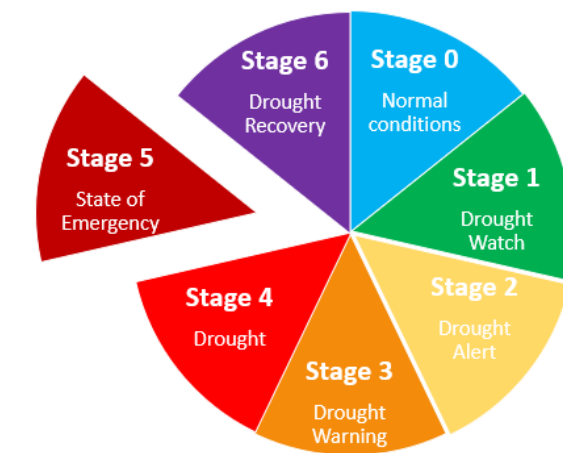 Stage 0
Normal
conditions
Stage 1
Drought
Watch
Stage 2
Drought
Alert
Stage 3
Drought
Warning
Stage 4
Drought
Stage 5
State of
Emergency
Stage 6
Drought
Recovery